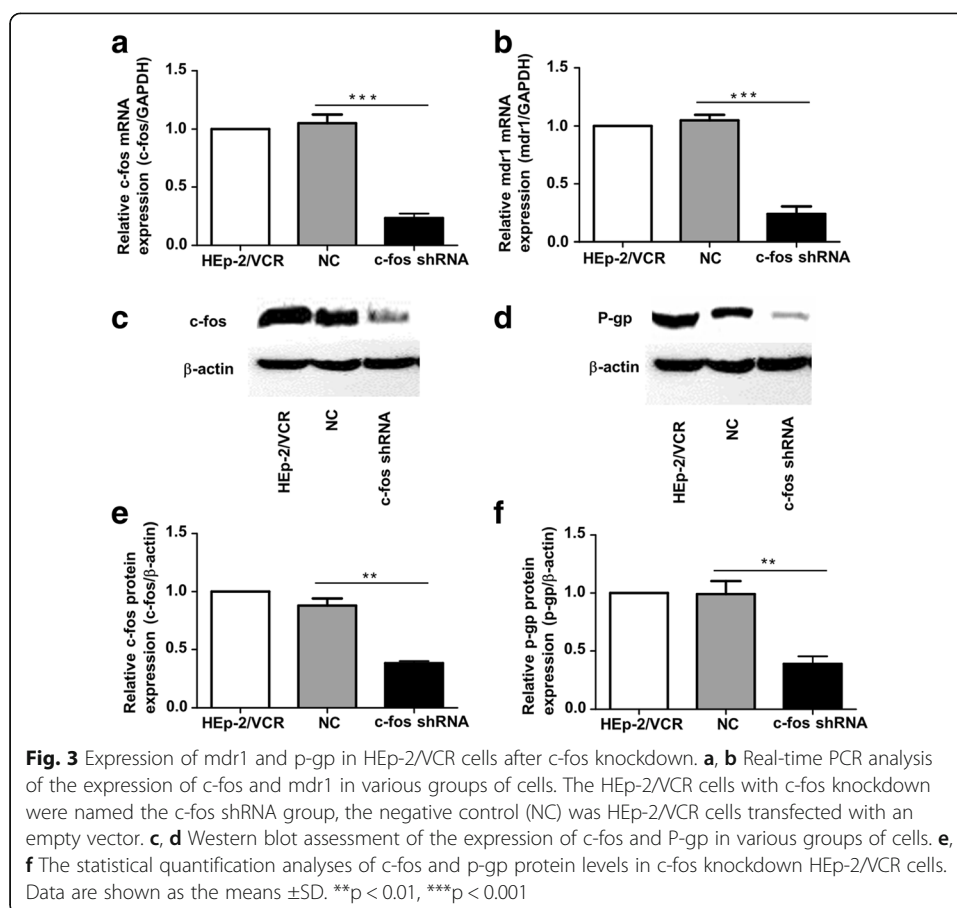 a
1.5
1.0
0.5
0.0
Relative c-fos mRNA
expression (c-fos/GAPDH)
***
HEp-2/VCR NC c-fos shRNA
b
1.5
1.0
0.5
0.0
Relative mdr1 mRNA
expression (mdr1/GAPDH)
***
HEp-2/VCR NC c-fos shRNA
c
c-fos
β-actin
HEp-2/VCR
NC
c-fos shRNA
d
P-gp
β-actin
HEp-2/VCR
NC
c-fos shRNA
e
1.5
1.0
0.5
0.0
Relative c-fos protein
expression (c-fos/β-actin)
**
HEp-2/VCR NC c-fos shRNA
f
1.5
1.0
0.5
0.0
Relative p-gp protein
expression (p-gp/β-actin)
**
HEp-2/VCR NC c-fos shRNA
Fig. 3 Expression of mdr1 and p-gp in HEp-2/VCR cells after c-fos knockdown. a, b Real-time PCR analysis
of the expression of c-fos and mdr1 in various groups of cells. The HEp-2/VCR cells with c-fos knockdown
were named the c-fos shRNA group, the negative control (NC) was HEp-2/VCR cells transfected with an
empty vector. c, d Western blot assessment of the expression of c-fos and P-gp in various groups of cells. e,
f The statistical quantification analyses of c-fos and p-gp protein levels in c-fos knockdown HEp-2/VCR cells.
Data are shown as the means ±SD. **p < 0.01, ***p < 0.001